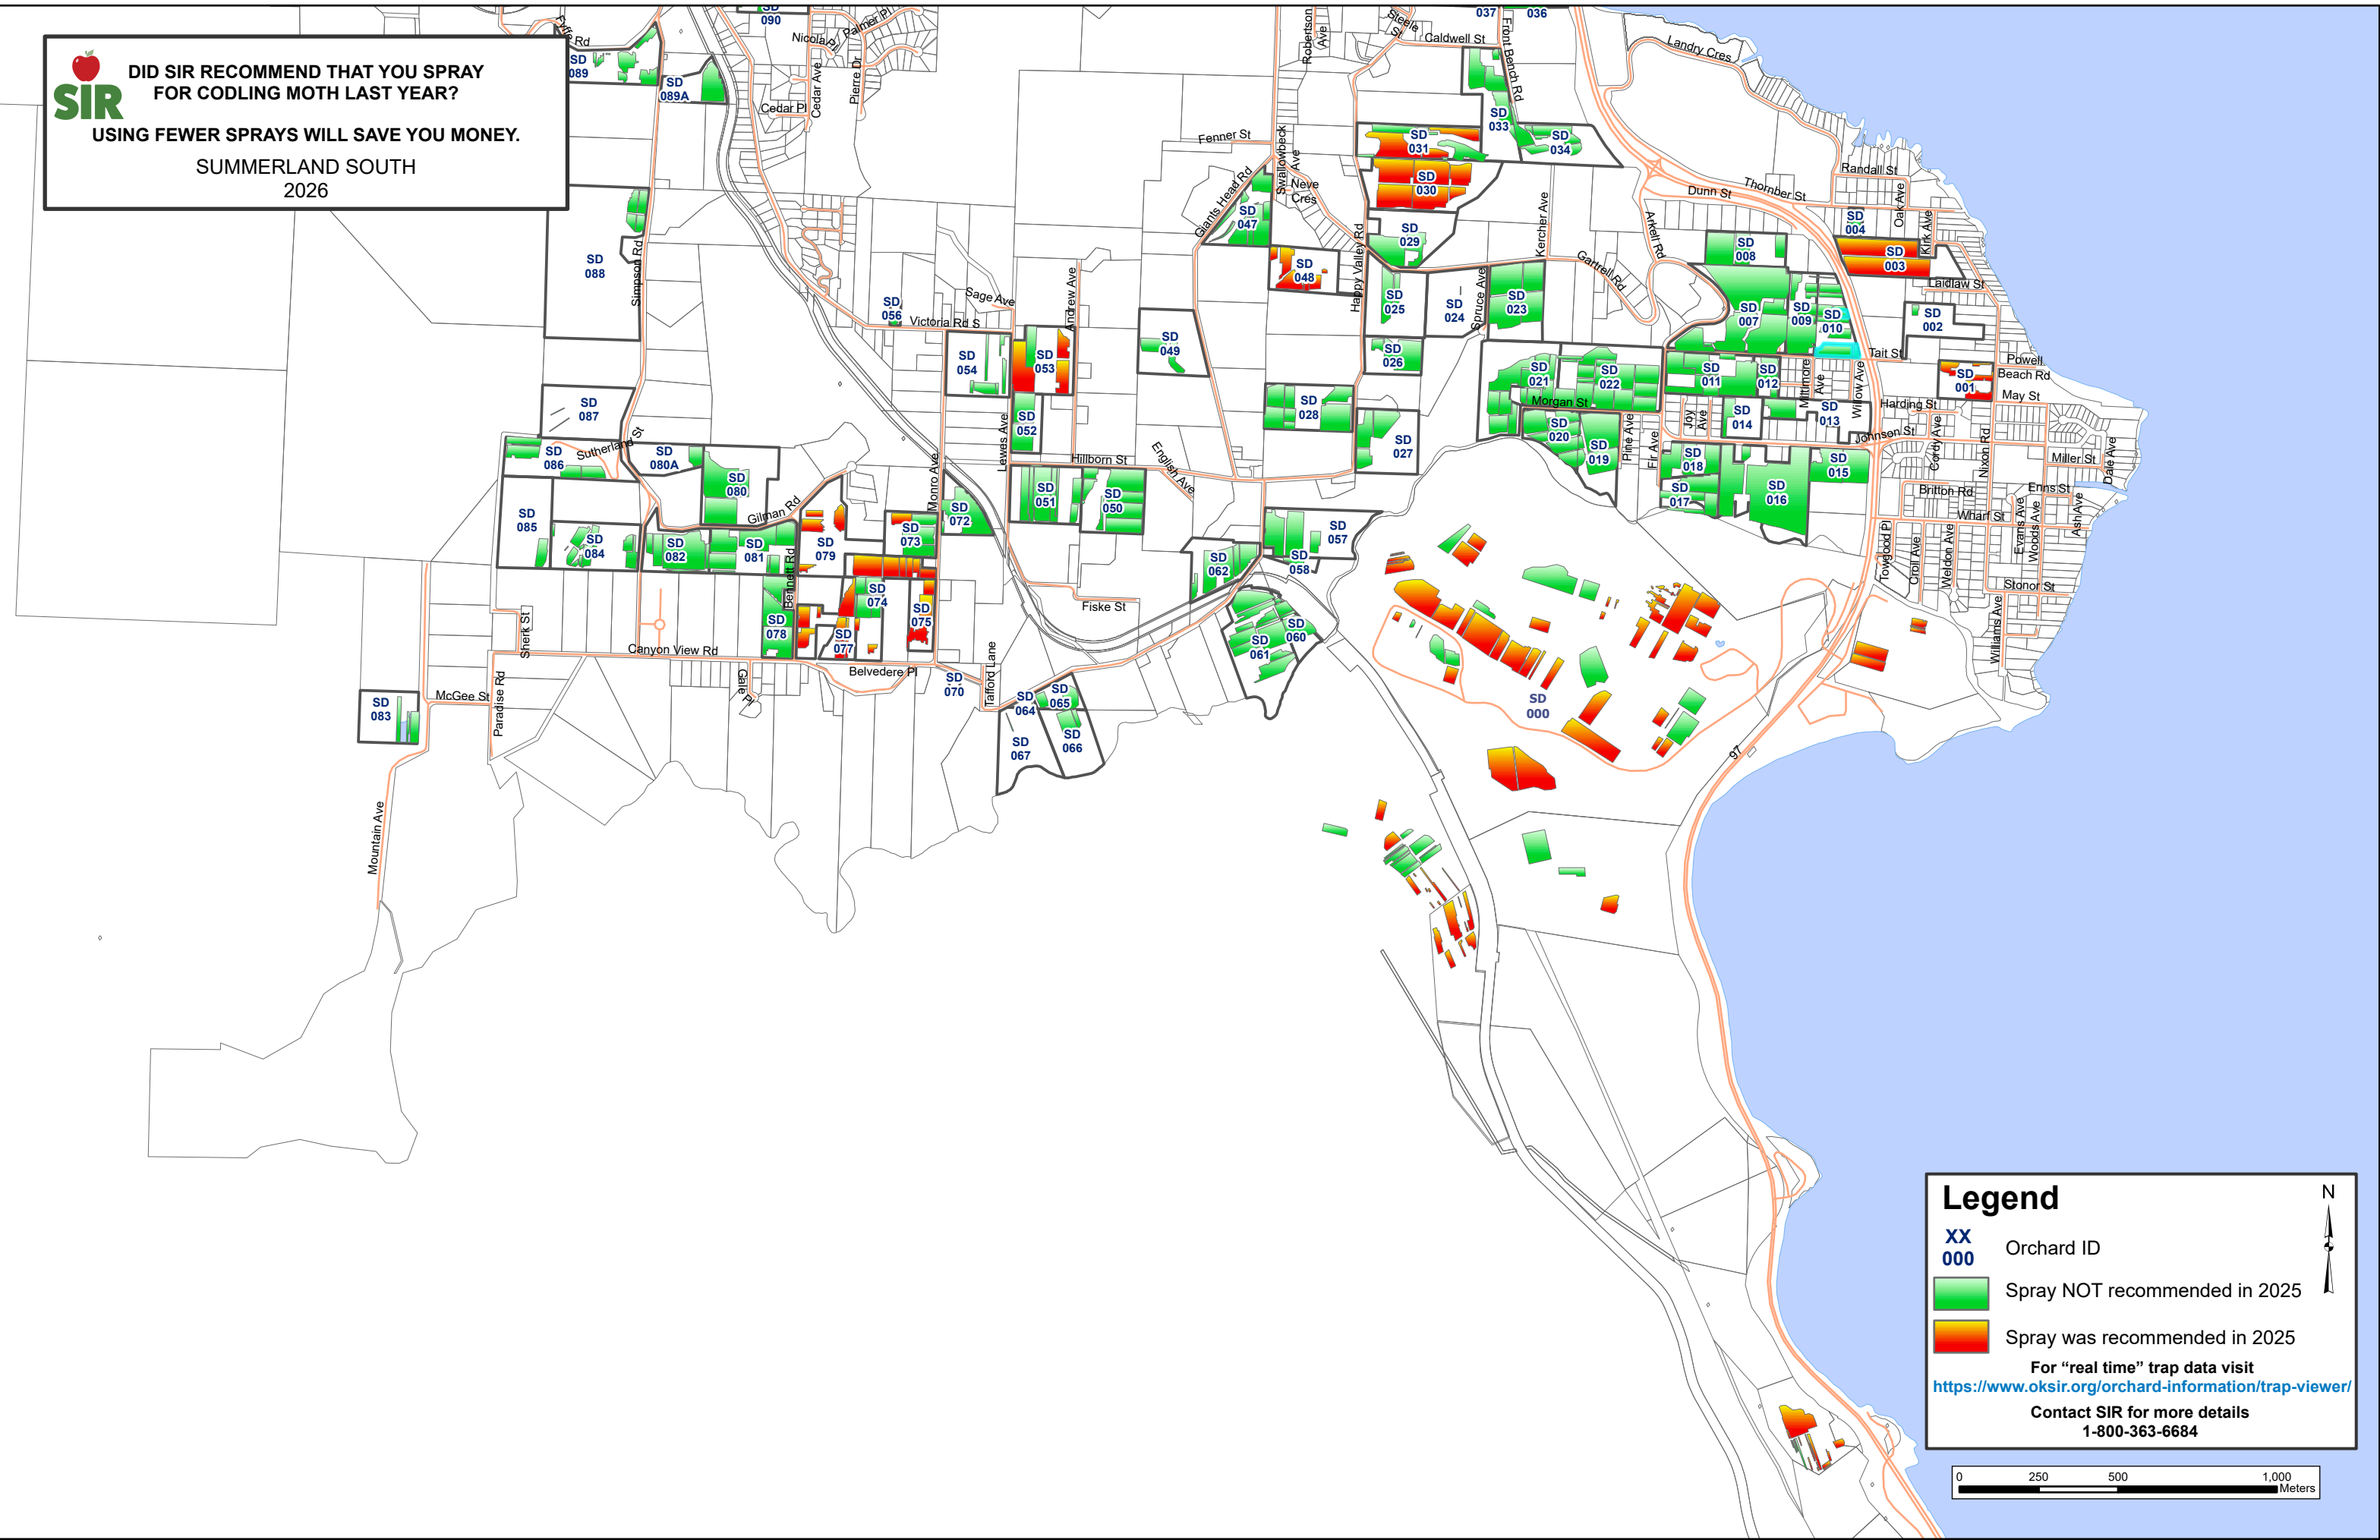 SIR
DID SIR RECOMMEND THAT YOU SPRAY
FOR CODLING MOTH LAST YEAR?
USING FEWER SPRAYS WILL SAVE YOU MONEY.
SUMMERLAND SOUTH
2026
Fyffe Rd
SD
089
SD
089A
SD
090
Palmer Pl
Nicola Pl
Cedar Ave
Pierre Dr
Cedar Pl
Robertson
Ave
Steele
St
Caldwell St
037
036
Front Bench Rd
Landry Cres
Fenner St
Swallowbeck
Ave
Giants Head Rd
Neve
Cres
SD
047
SD
048
SD
031
SD
030
SD
033
SD
034
SD
029
Happy Valley Rd
Kercher Ave
Arkell Rd
Gartrell Rd
Dunn St
Thornber St
Randall St
Oak Ave
Kirk Ave
SD
004
SD
003
SD
008
Laidlaw St
SD
088
Simpson Rd
SD
056
Sage Ave
Victoria Rd S
Andrew Ave
SD
054
SD
053
SD
052
SD
049
SD
025
SD
024
Spruce Ave
SD
023
SD
026
SD
007
SD
009
SD
010
SD
002
Tait St
Powell
Beach Rd
SD
001
May St
SD
087
Sutherland St
SD
086
SD
080A
SD
080
Gilman Rd
Monro Ave
Lewes Ave
Hillborn St
English Ave
SD
028
SD
027
SD
021
SD
022
Morgan St
SD
020
SD
019
Pine Ave
Fir Ave
Joy
Ave
SD
011
SD
012
Miltimore
Ave
Willow Ave
SD
014
SD
013
Harding St
Johnson St
Cordy Ave
Nixon Rd
Miller St
Dale Ave
SD
018
SD
017
SD
016
SD
015
Britton Rd
Enns St
Wharf St
Evans Ave
Woods Ave
Ash Ave
Towgood Pl
Croil Ave
Weldon Ave
Stonor St
Williams Ave
SD
085
SD
084
SD
082
SD
081
SD
079
SD
073
SD
072
SD
051
SD
050
SD
057
SD
058
SD
062
Bennett Rd
SD
078
SD
077
SD
074
SD
075
Fiske St
SD
060
SD
061
Sherk St
Canyon View Rd
Gale Pl
Belvedere Pl
SD
070
Tafford Lane
SD
064
SD
065
SD
066
SD
067
SD
083
McGee St
Paradise Rd
Mountain Ave
SD
000
97
Legend
N
XX
000
Orchard ID
Spray NOT recommended in 2025
Spray was recommended in 2025
For “real time” trap data visit
https://www.oksir.org/orchard-information/trap-viewer/
Contact SIR for more details
1-800-363-6684
0 250 500 1,000
Meters